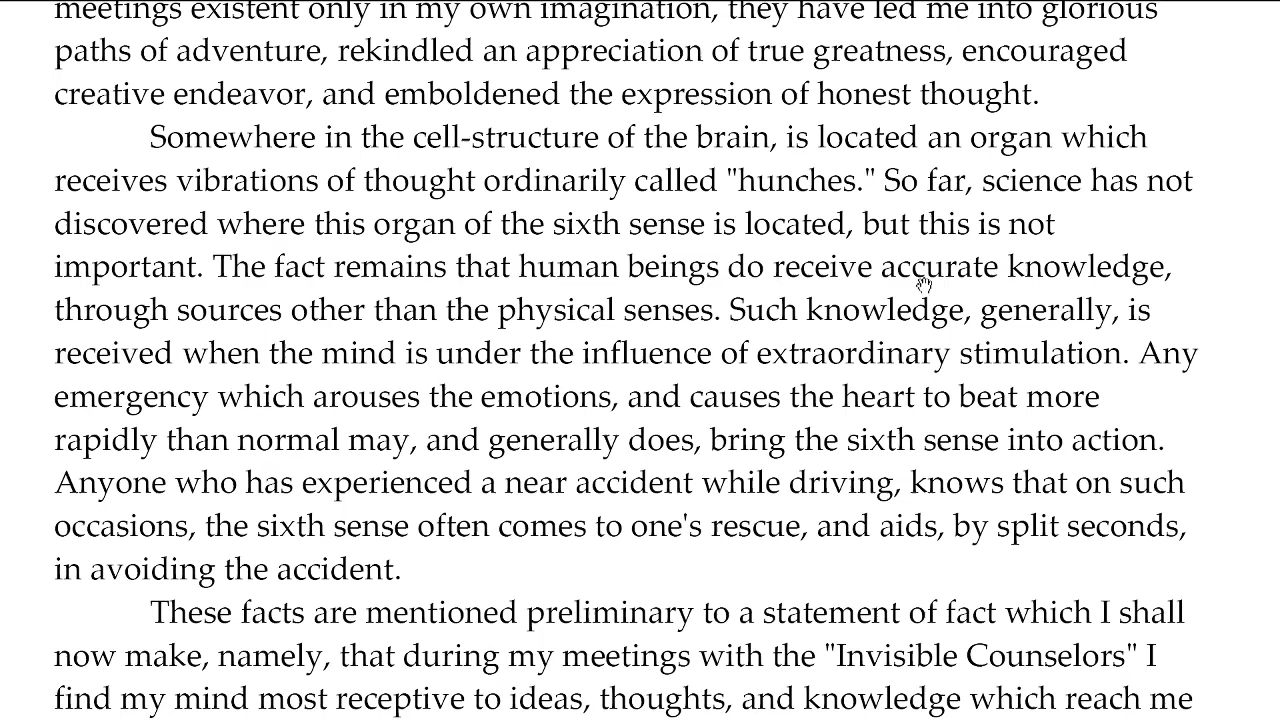 meetings existent only in my own imagination, they have led me into glorious
paths of adventure, rekindled an appreciation of true greatness, encouraged
creative endeavor, and emboldened the expression of honest thought.
Somewhere in the cell-structure of the brain, is located an organ which
receives vibrations of thought ordinarily called "hunches." So far, science has not
discovered where this organ of the sixth sense is located, but this is not
important. The fact remains that human beings do receive accurate knowledge,
through sources other than the physical senses. Such knowledge, generally, is
received when the mind is under the influence of extraordinary stimulation. Any
emergency which arouses the emotions, and causes the heart to beat more
rapidly than normal may, and generally does, bring the sixth sense into action.
Anyone who has experienced a near accident while driving, knows that on such
occasions, the sixth sense often comes to one's rescue, and aids, by split seconds,
in avoiding the accident.
These facts are mentioned preliminary to a statement of fact which I shall
now make, namely, that during my meetings with the "Invisible Counselors" I
find my mind most receptive to ideas, thoughts, and knowledge which reach me